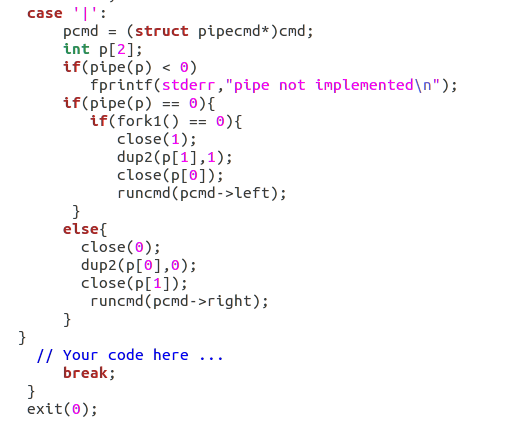 case '|':
pcmd = (struct pipecmd*)cmd;
int p[2];
if(pipe(p) < 0)
fprintf(stderr,"pipe not implemented\n");
if(pipe(p) == 0){
if(fork1() == 0){
close(1);
dup2(p[1],1);
close(p[0]);
runcmd(pcmd->left);
}
else{
close(0);
dup2(p[0],0);
close(p[1]);
runcmd(pcmd->right);
}
}
// Your code here ...
break;
}
exit(0);